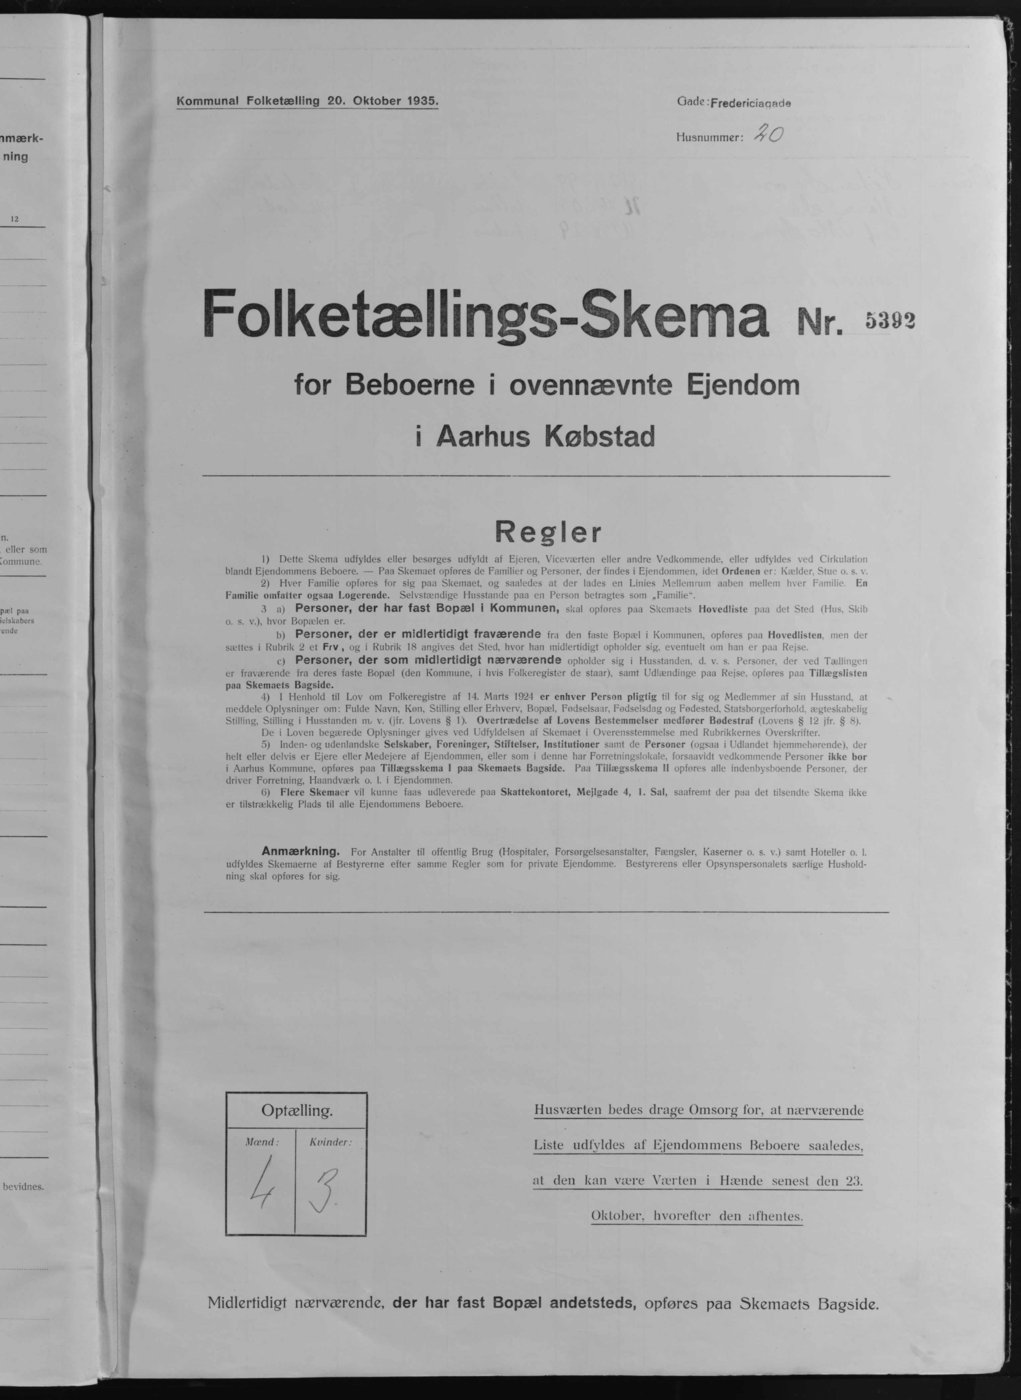 nmærk-
ning
12
n.
, eller som
Kommune.
pæl paa
ielskabers
rende
bevidnes.
Kommunal Folketælling 20. Oktober 1935.
Gade: Fredericiagade
Husnummer: 20
Folketællings-Skema Nr. 5392
for Beboerne i ovennævnte Ejendom
i Aarhus Købstad
Regler
1) Dette Skema udfyldes eller besørges udfyldt af Ejeren, Viceværten eller andre Vedkommende, eller udfyldes ved Cirkulation
blandt Ejendommens Beboere. — Paa Skemaet opføres de Familier og Personer, der findes i Ejendommen, idet Ordenen er: Kælder, Stue o. s. v.
2) Hver Familie opføres for sig paa Skemaet, og saaledes at der lades en Linies Mellemrum aaben mellem hver Familie. En
Familie omfatter ogsaa Logerende. Selvstændige Husstande paa en Person betragtes som „Familie“.
3 a) Personer, der har fast Bopæl i Kommunen, skal opføres paa Skemaets Hovedliste paa det Sted (Hus, Skib
o. s. v.), hvor Bopælen er.
b) Personer, der er midlertidigt fraværende fra den faste Bopæl i Kommunen, opføres paa Hovedlisten, men der
sættes i Rubrik 2 et Frv., og i Rubrik 18 angives det Sted, hvor han midlertidigt opholder sig, eventuelt om han er paa Rejse.
c) Personer, der som midlertidigt nærværende opholder sig i Husstanden, d. v. s. Personer, der ved Tællingen
er fraværende fra deres faste Bopæl (den Kommune, i hvis Folkeregister de staar), samt Udlændinge paa Rejse, opføres paa Tillægslisten
paa Skemaets Bagside.
4) I Henhold til Lov om Folkeregistre af 14. Marts 1924 er enhver Person pligtig til for sig og Medlemmer af sin Husstand, at
meddele Oplysninger om: Fulde Navn, Køn, Stilling eller Erhverv, Bopæl, Fødselsaar, Fødselsdag og Fødested, Statsborgerforhold, ægteskabelig
Stilling, Stilling i Husstanden m. v. (jfr. Lovens § 1). Overtrædelse af Lovens Bestemmelser medfører Bødestraf (Lovens § 12 jfr. § 8).
De i Loven begærede Oplysninger gives ved Udfyldelsen af Skemaet i Overensstemmelse med Rubrikkernes Overskrifter.
5) Inden- og udenlandske Selskaber, Foreninger, Stiftelser, Institutioner samt de Personer (ogsaa i Udlandet hjemmehørende), der
helt eller delvis er Ejere eller Medejere af Ejendommen, eller som i denne har Forretningslokale, forsaavidt vedkommende Personer ikke bor
i Aarhus Kommune, opføres paa Tillægsskema I paa Skemaets Bagside. Paa Tillægsskema II opføres alle indenbysboende Personer, der
driver Forretning, Haandværk o. l. i Ejendommen.
6) Flere Skemaer vil kunne faas udleverede paa Skattekontoret, Mejlgade 4, 1. Sal, saafremt der paa det tilsendte Skema ikke
er tilstrækkelig Plads til alle Ejendommens Beboere.
Anmærkning. For Anstalter til offentlig Brug (Hospitaler, Forsørgelsesanstalter, Fængsler, Kaserner o. s. v.) samt Hoteller o. l.
udfyldes Skemaerne af Bestyrerne efter samme Regler som for private Ejendomme. Bestyrerens eller Opsynspersonalets særlige Hushold-
ning skal opføres for sig.
Optælling.
Mænd: Kvinder:
4 3.
Husværten bedes drage Omsorg for, at nærværende
Liste udfyldes af Ejendommens Beboere saaledes,
at den kan være Værten i Hænde senest den 23.
Oktober, hvorefter den afhentes.
Midlertidigt nærværende, der har fast Bopæl andetsteds, opføres paa Skemaets Bagside.